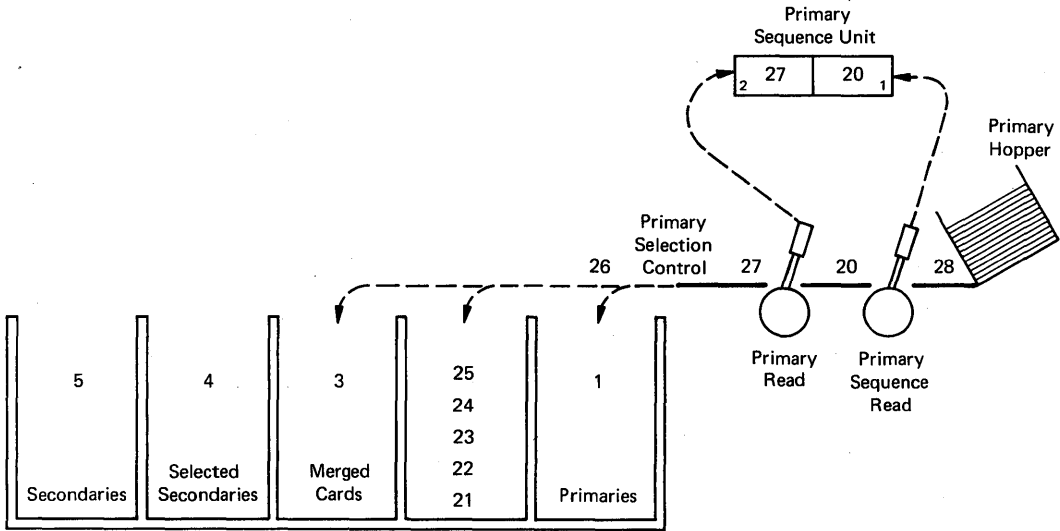 Primary
Sequence Unit
2 27 20 1
Primary
Hopper
Primary
Selection
Control
26
27
20
28
Primary
Read
Primary
Sequence
Read
5
Secondaries
4
Selected
Secondaries
3
Merged
Cards
25
24
23
22
21
1
Primaries